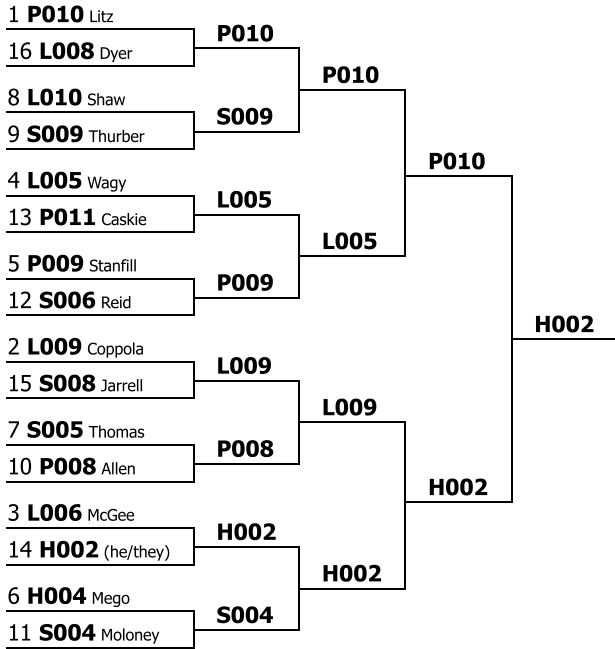 1 P010 Litz
16 L008 Dyer
8 L010 Shaw
9 S009 Thurber
4 L005 Wagy
13 P011 Caskie
5 P009 Stanfill
12 S006 Reid
2 L009 Coppola
15 S008 Jarrell
7 S005 Thomas
10 P008 Allen
3 L006 McGee
14 H002 (he/they)
6 H004 Mego
11 S004 Moloney
P010
S009
L005
P009
L009
P008
H002
S004
P010
L005
L009
H002
P010
H002
H002